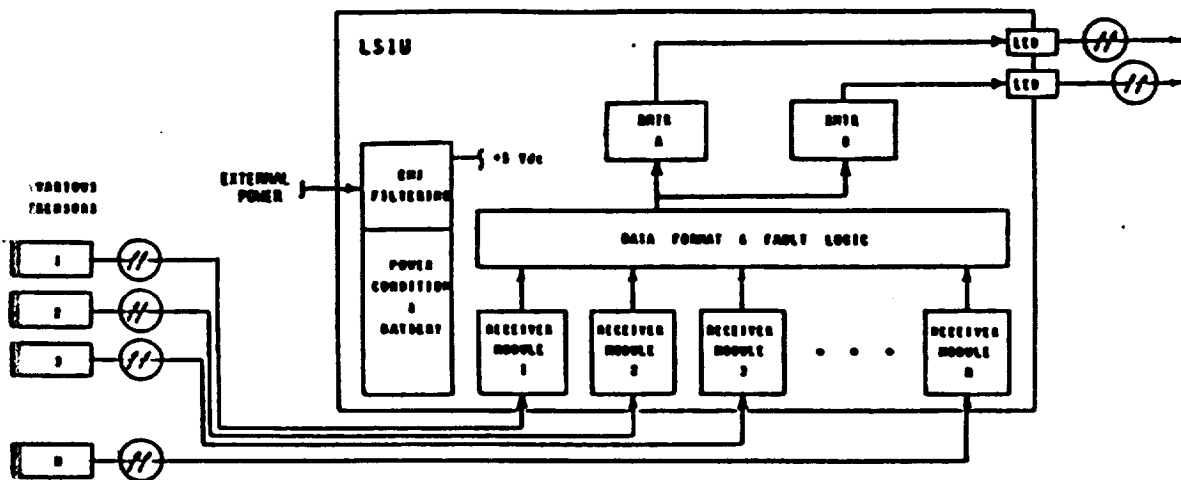 LSIU
LED
LED
A
+5 Vdc
EXTERNAL
POWER
EMI
FILTERING
VARIOUS
DATA FORMAT & FAULT LOGIC
1
2
3
N
POWER
CONDITION
&
BATTERY
RECEIVER
MODULE
1
RECEIVER
MODULE
2
RECEIVER
MODULE
3
• • •
RECEIVER
MODULE
N